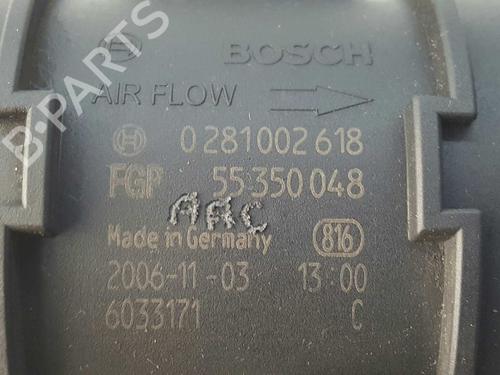 BOSCH
AIR FLOW
0 281 002 618
FGP 55 350 048
AAC
Made in Germany 816
2006-11-03 13:00
6033171 C
B-PARTS